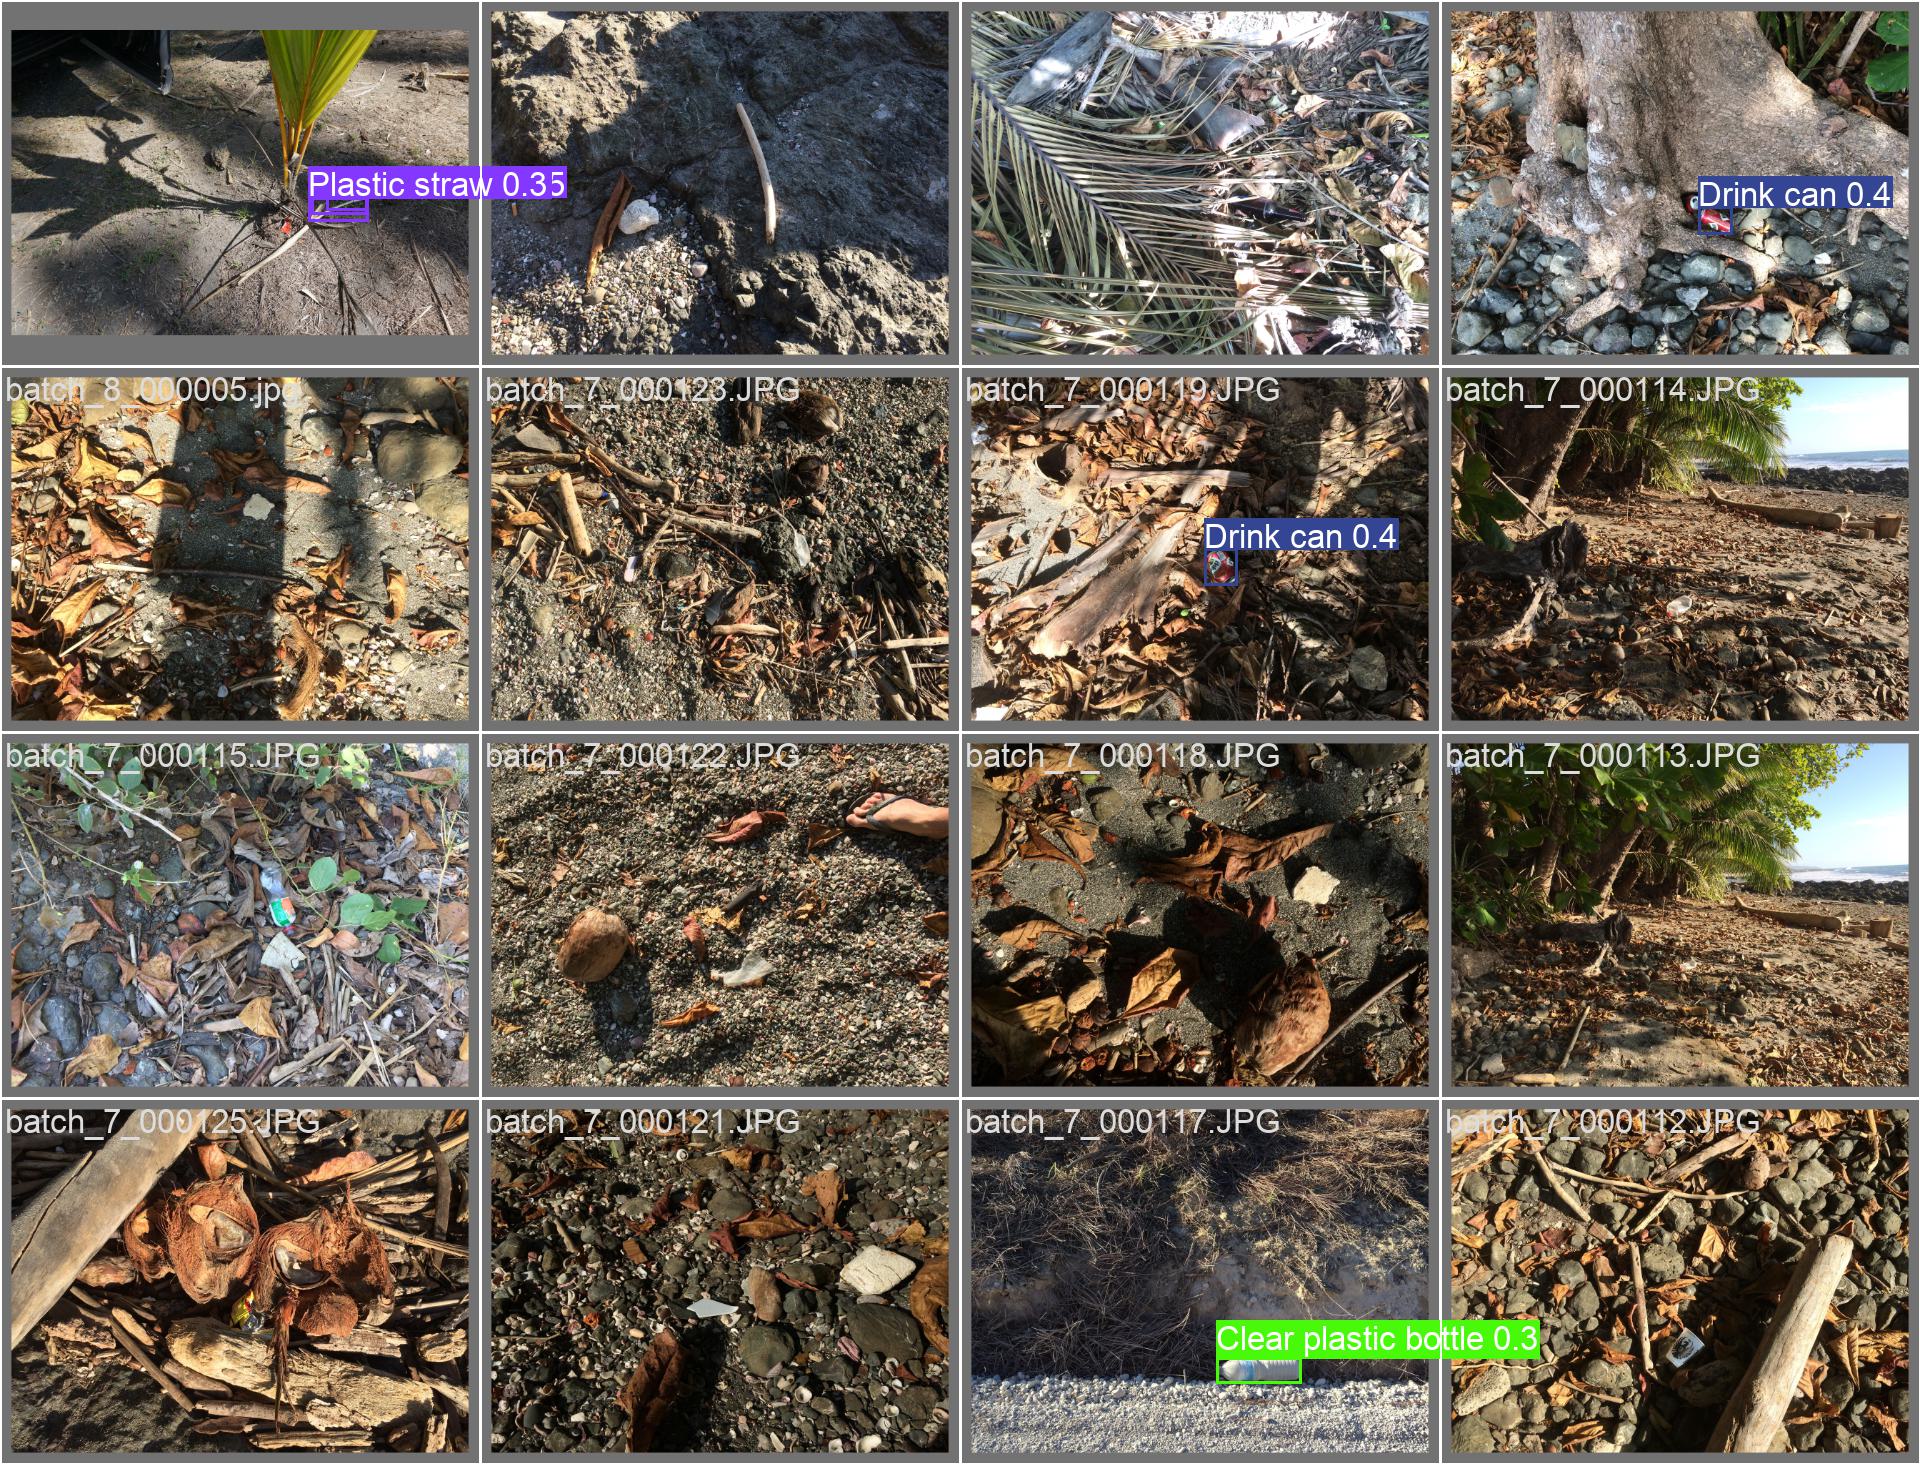 Plastic straw 0.35
Drink can 0.4
batch_8_000005.jpg
batch_7_000123.JPG
batch_7_000119.JPG
batch_7_000114.JPG
Drink can 0.4
batch_7_000115.JPG
batch_7_000122.JPG
batch_7_000118.JPG
batch_7_000113.JPG
batch_7_000125.JPG
batch_7_000121.JPG
batch_7_000117.JPG
batch_7_000112.JPG
Clear plastic bottle 0.3